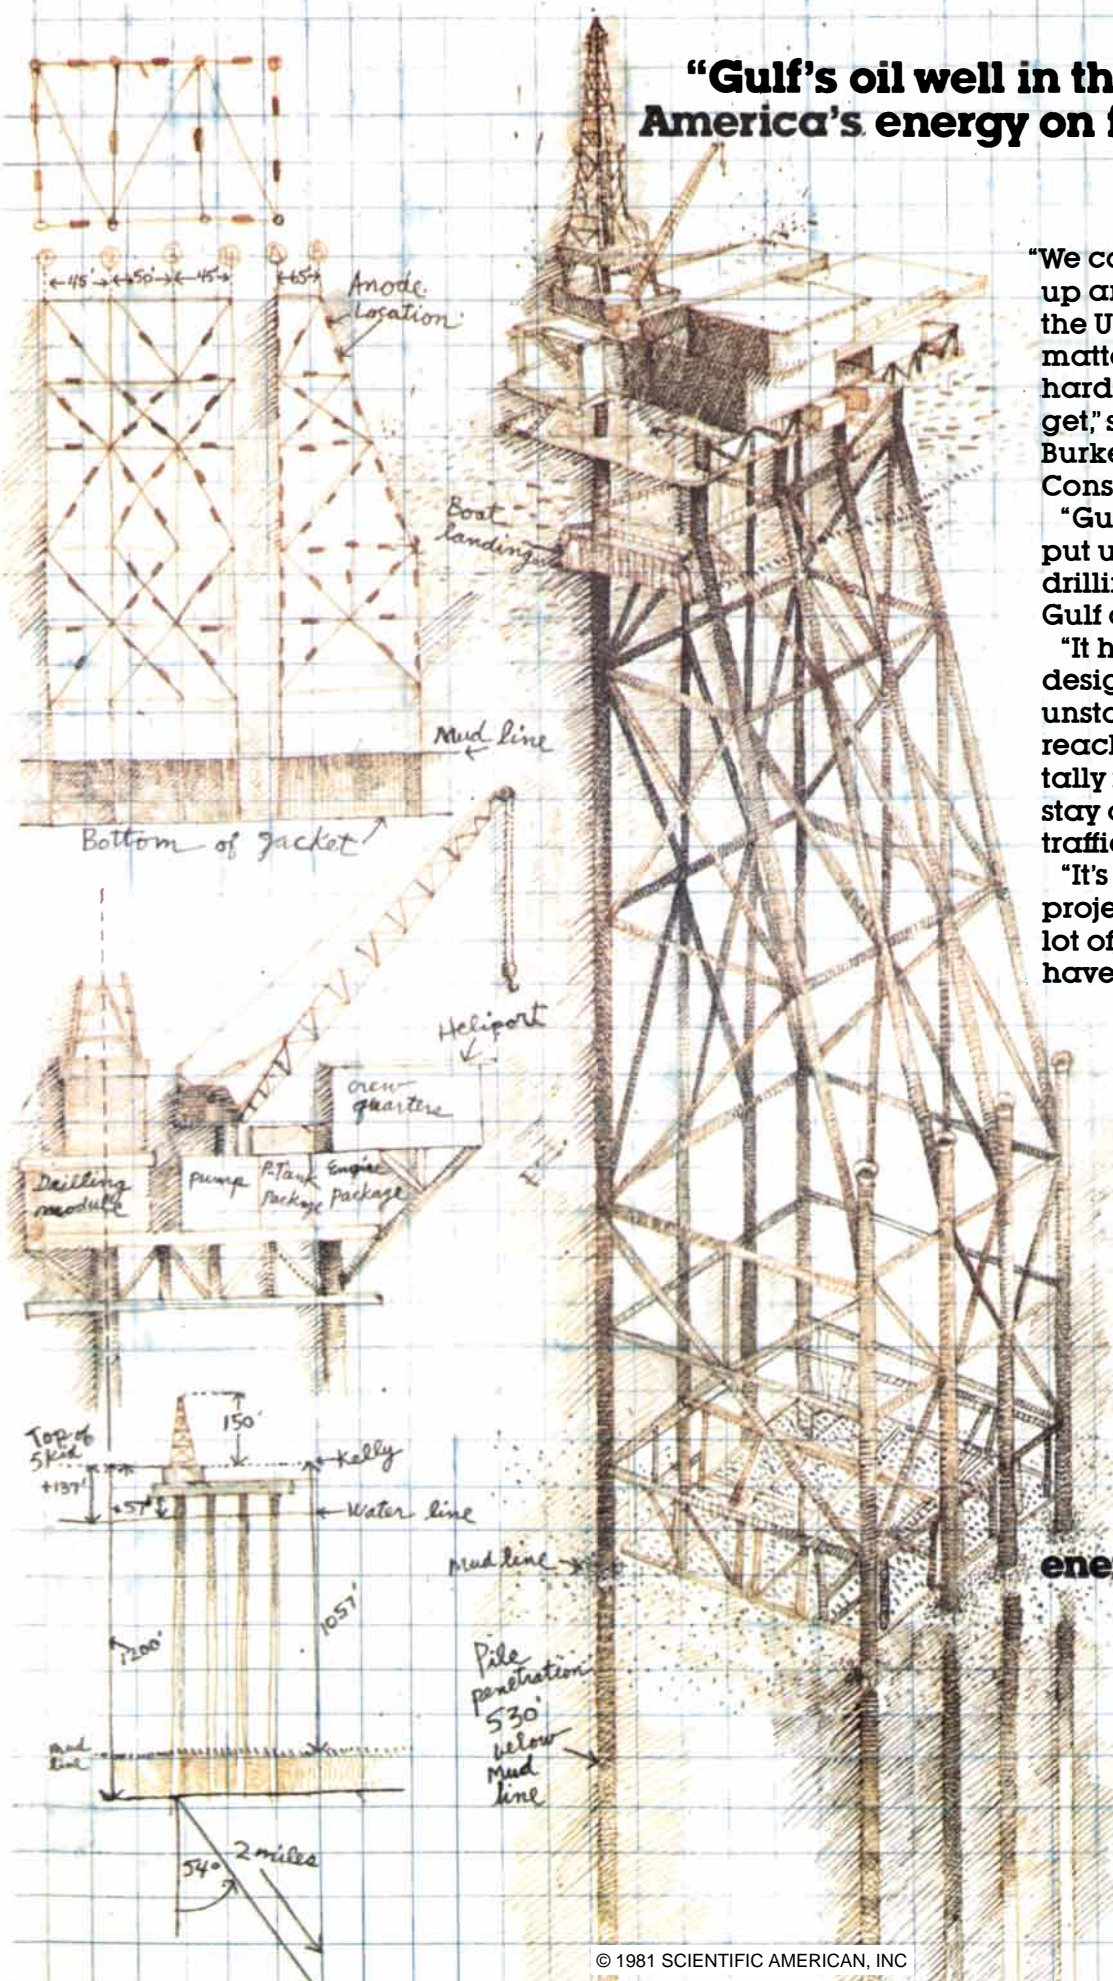 “Gulf’s oil well in th
America’s energy on f
“We co
up ar
the U
matte
hard
get,” s
Burke
Cons
“Gu
put u
drillin
Gulf o
“It h
desig
unsta
reach
tally
stay o
traffic
“It’s
proje
lot of
have
45'
50'
45'
65'
Anode
Location
Boat
landing
Mud line
Bottom of Jacket
Heliport
crew
quarters
Drilling
module
pump
P-Tank
Package
Engine
Package
150'
Top of
Skid
+137'
+57'
Kelly
Water line
1200'
1057'
mud
line
54°
2 miles
Mud line
Pile
penetration
530'
below
Mud
line
ene
© 1981 SCIENTIFIC AMERICAN, INC